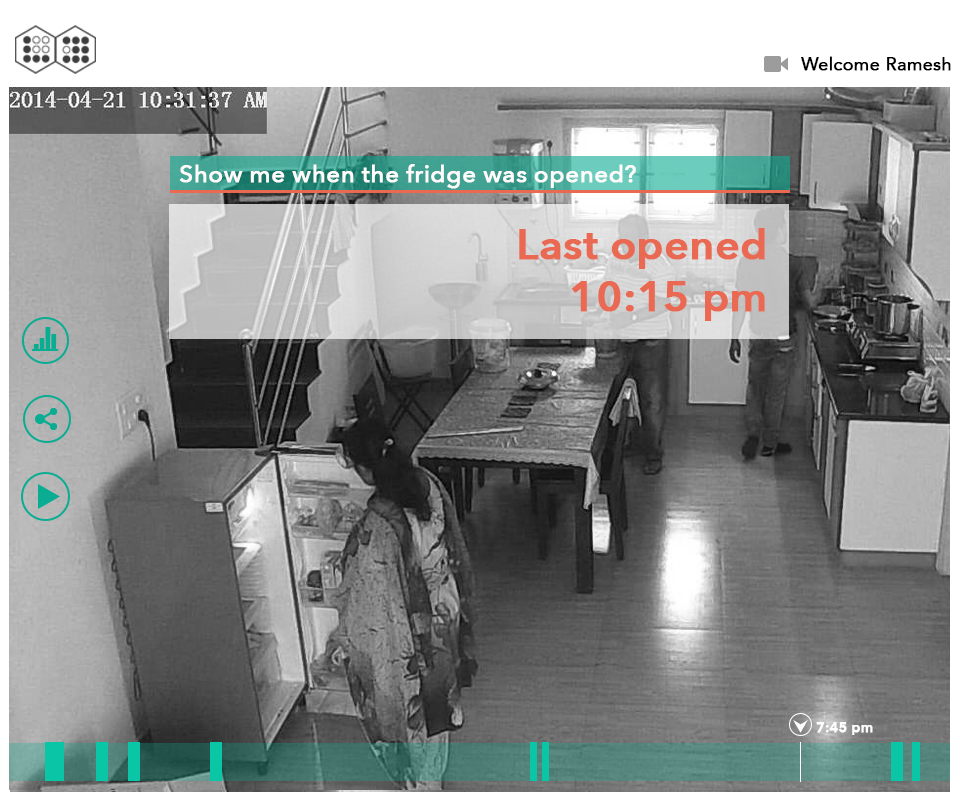 Welcome Ramesh
2014-04-21 10:31:37 AM
Show me when the fridge was opened?
Last opened
10:15 pm
7:45 pm